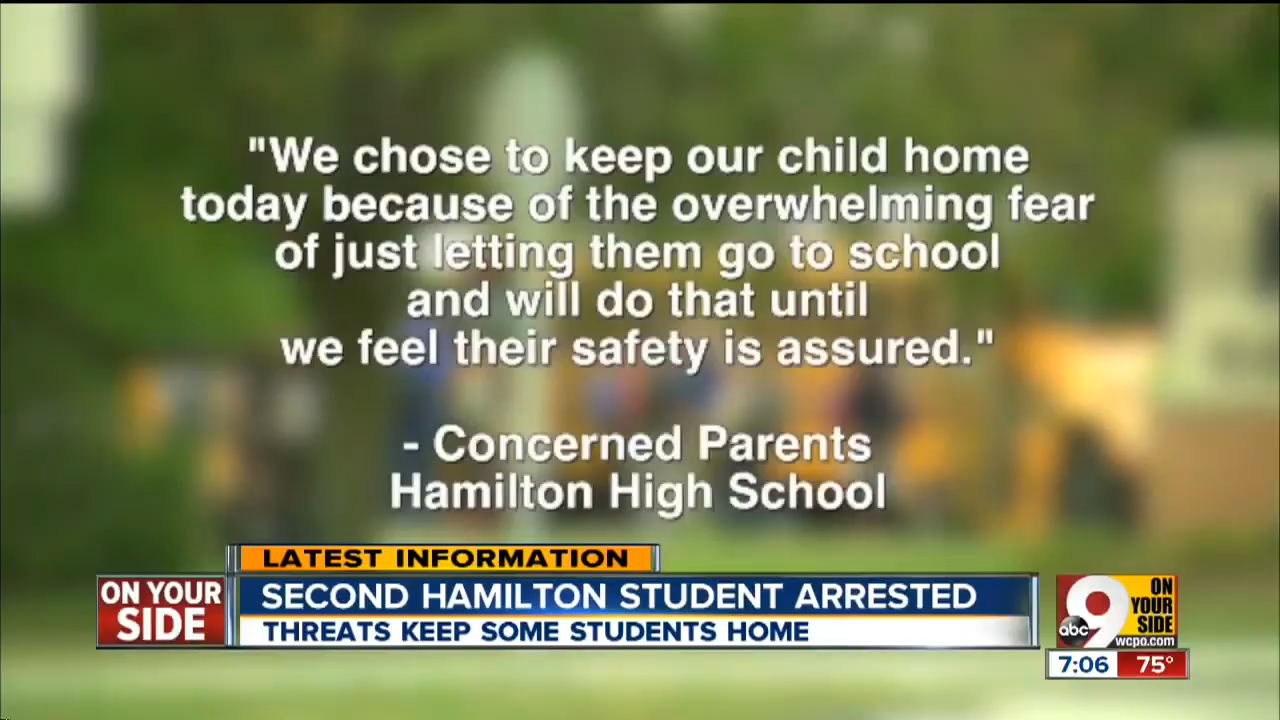 "We chose to keep our child home
today because of the overwhelming fear
of just letting them go to school
and will do that until
we feel their safety is assured."
- Concerned Parents
Hamilton High School
LATEST INFORMATION
ON YOUR
SIDE
SECOND HAMILTON STUDENT ARRESTED
THREATS KEEP SOME STUDENTS HOME
abc 9
ON
YOUR
SIDE
wcpo.com
7:06 75°